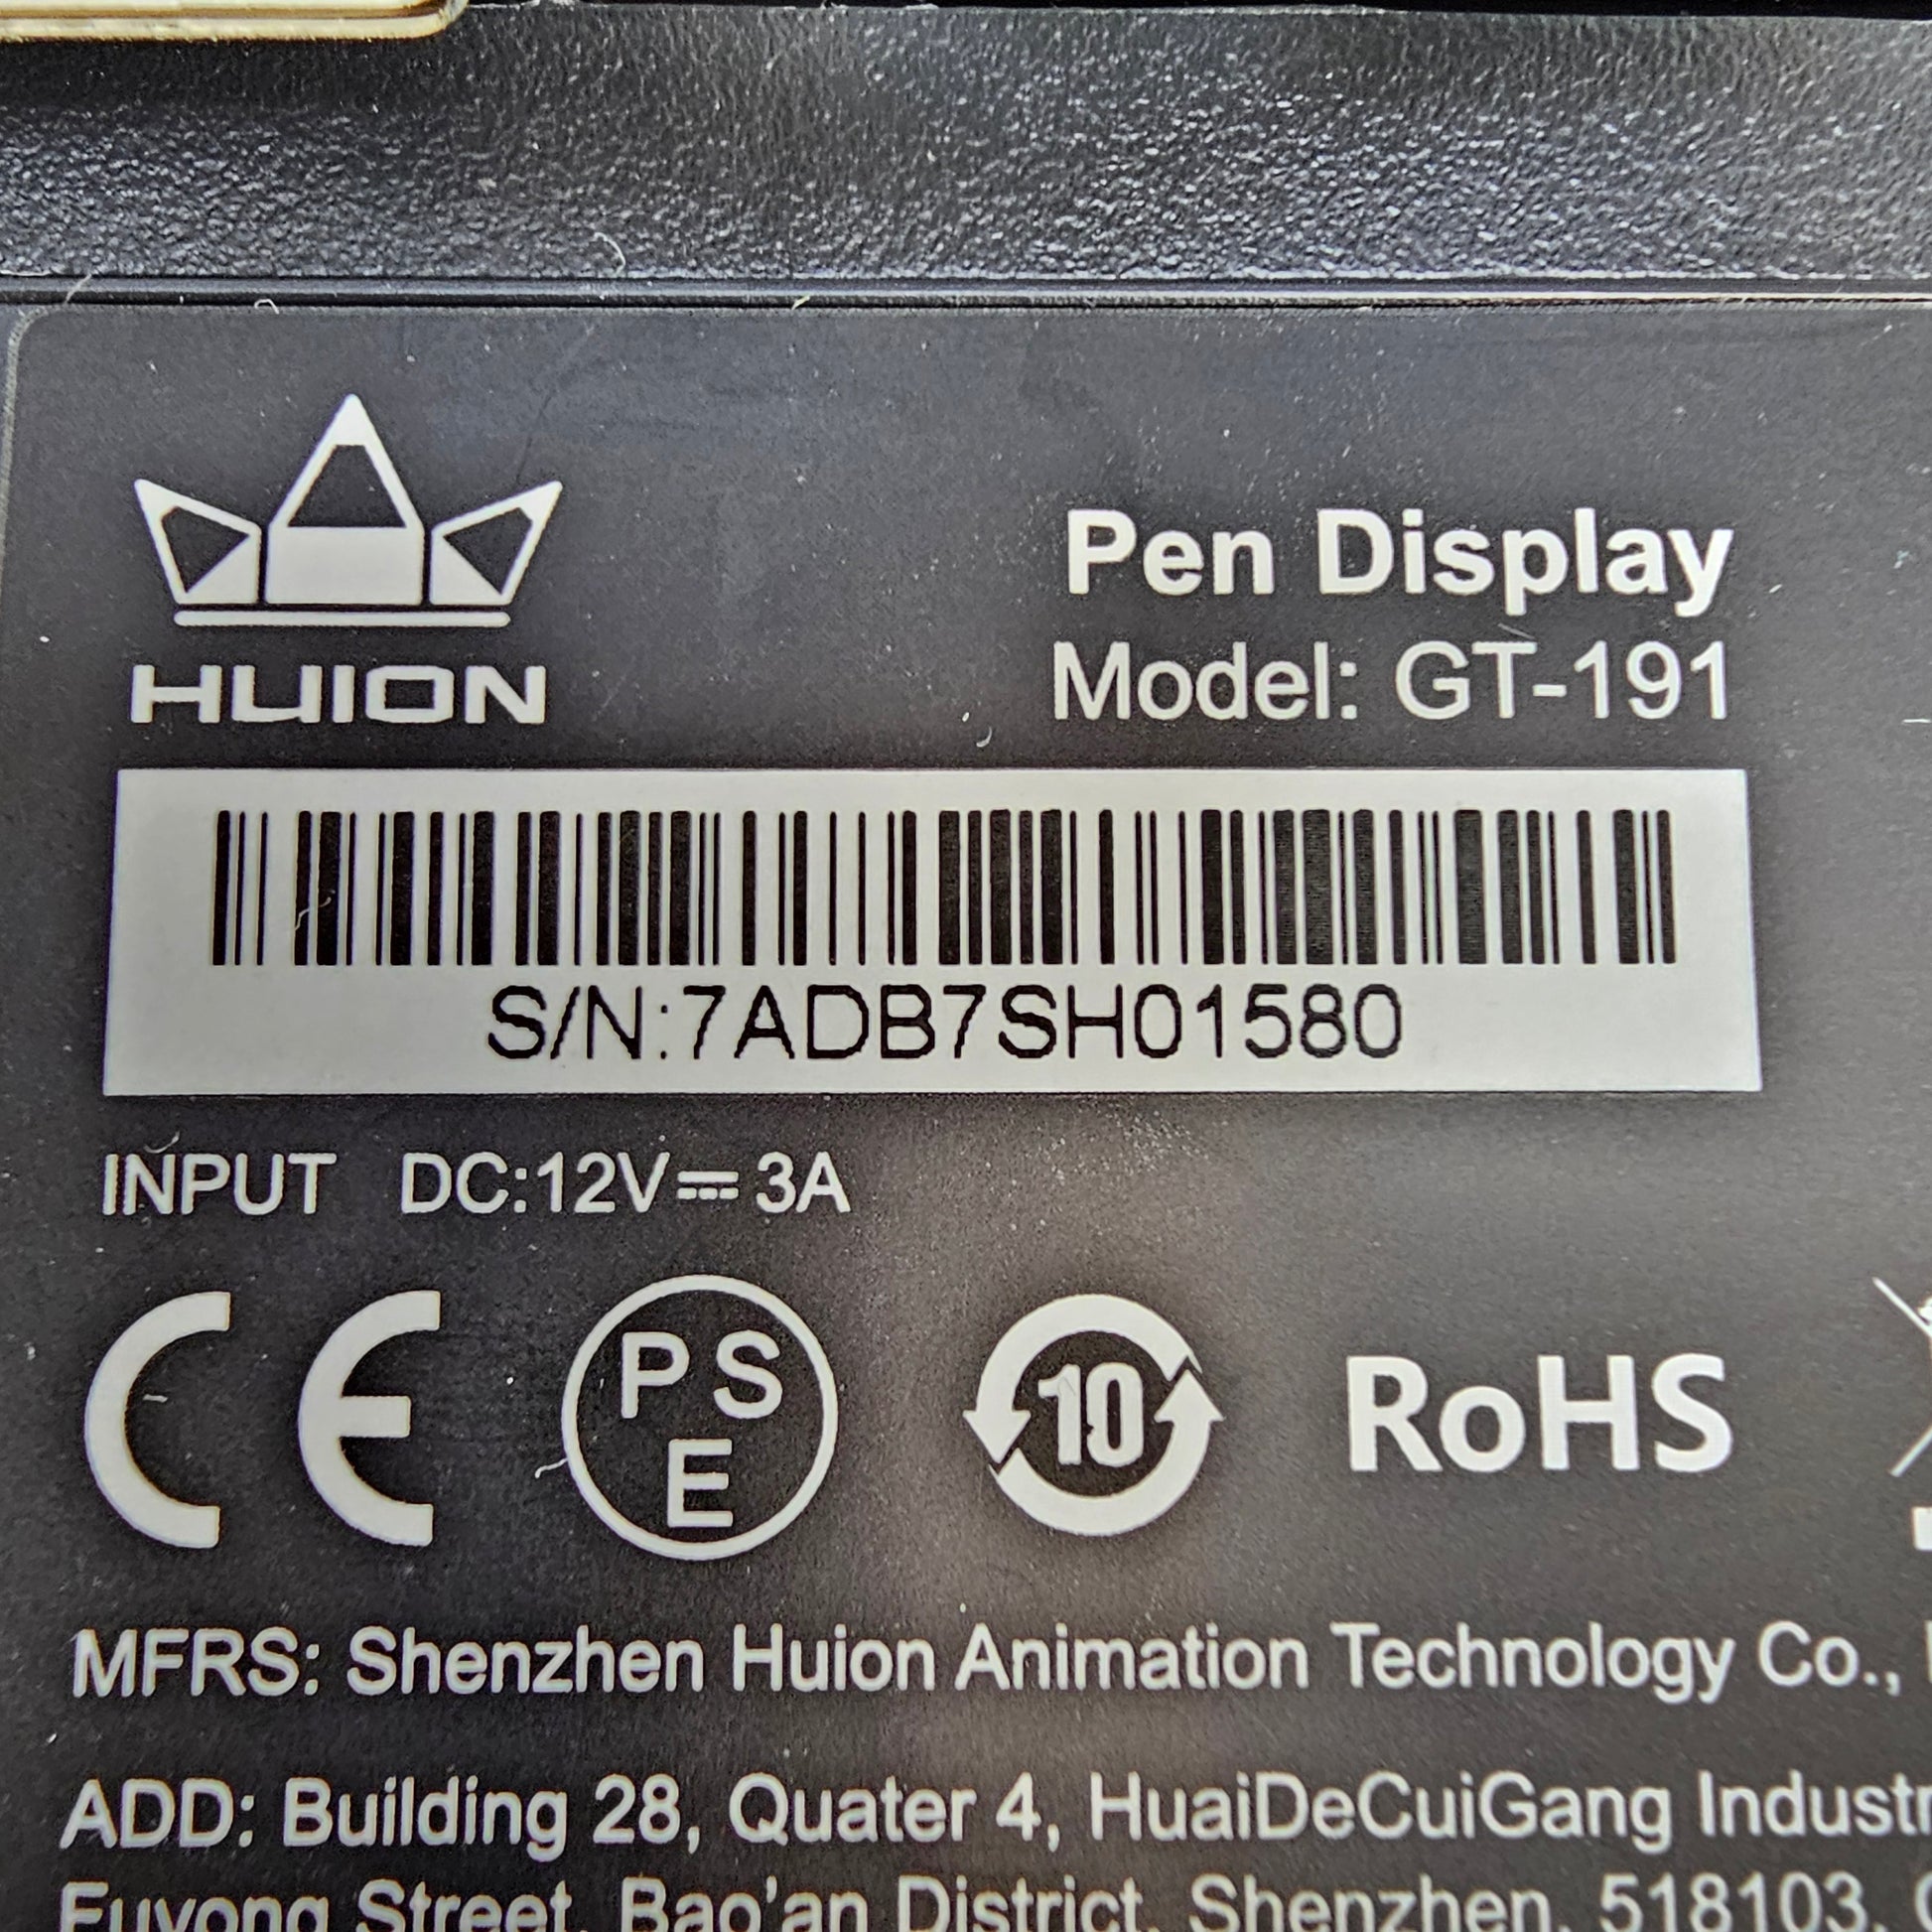 HUION
Pen Display
Model: GT-191
S/N:7ADB7SH01580
INPUT DC:12V⎓3A
CE
PS
E
10
RoHS
MFRS: Shenzhen Huion Animation Technology Co.,
ADD: Building 28, Quater 4, HuaiDeCuiGang
Fuyong Street, Bao'an District, Shenzhen, 518103,